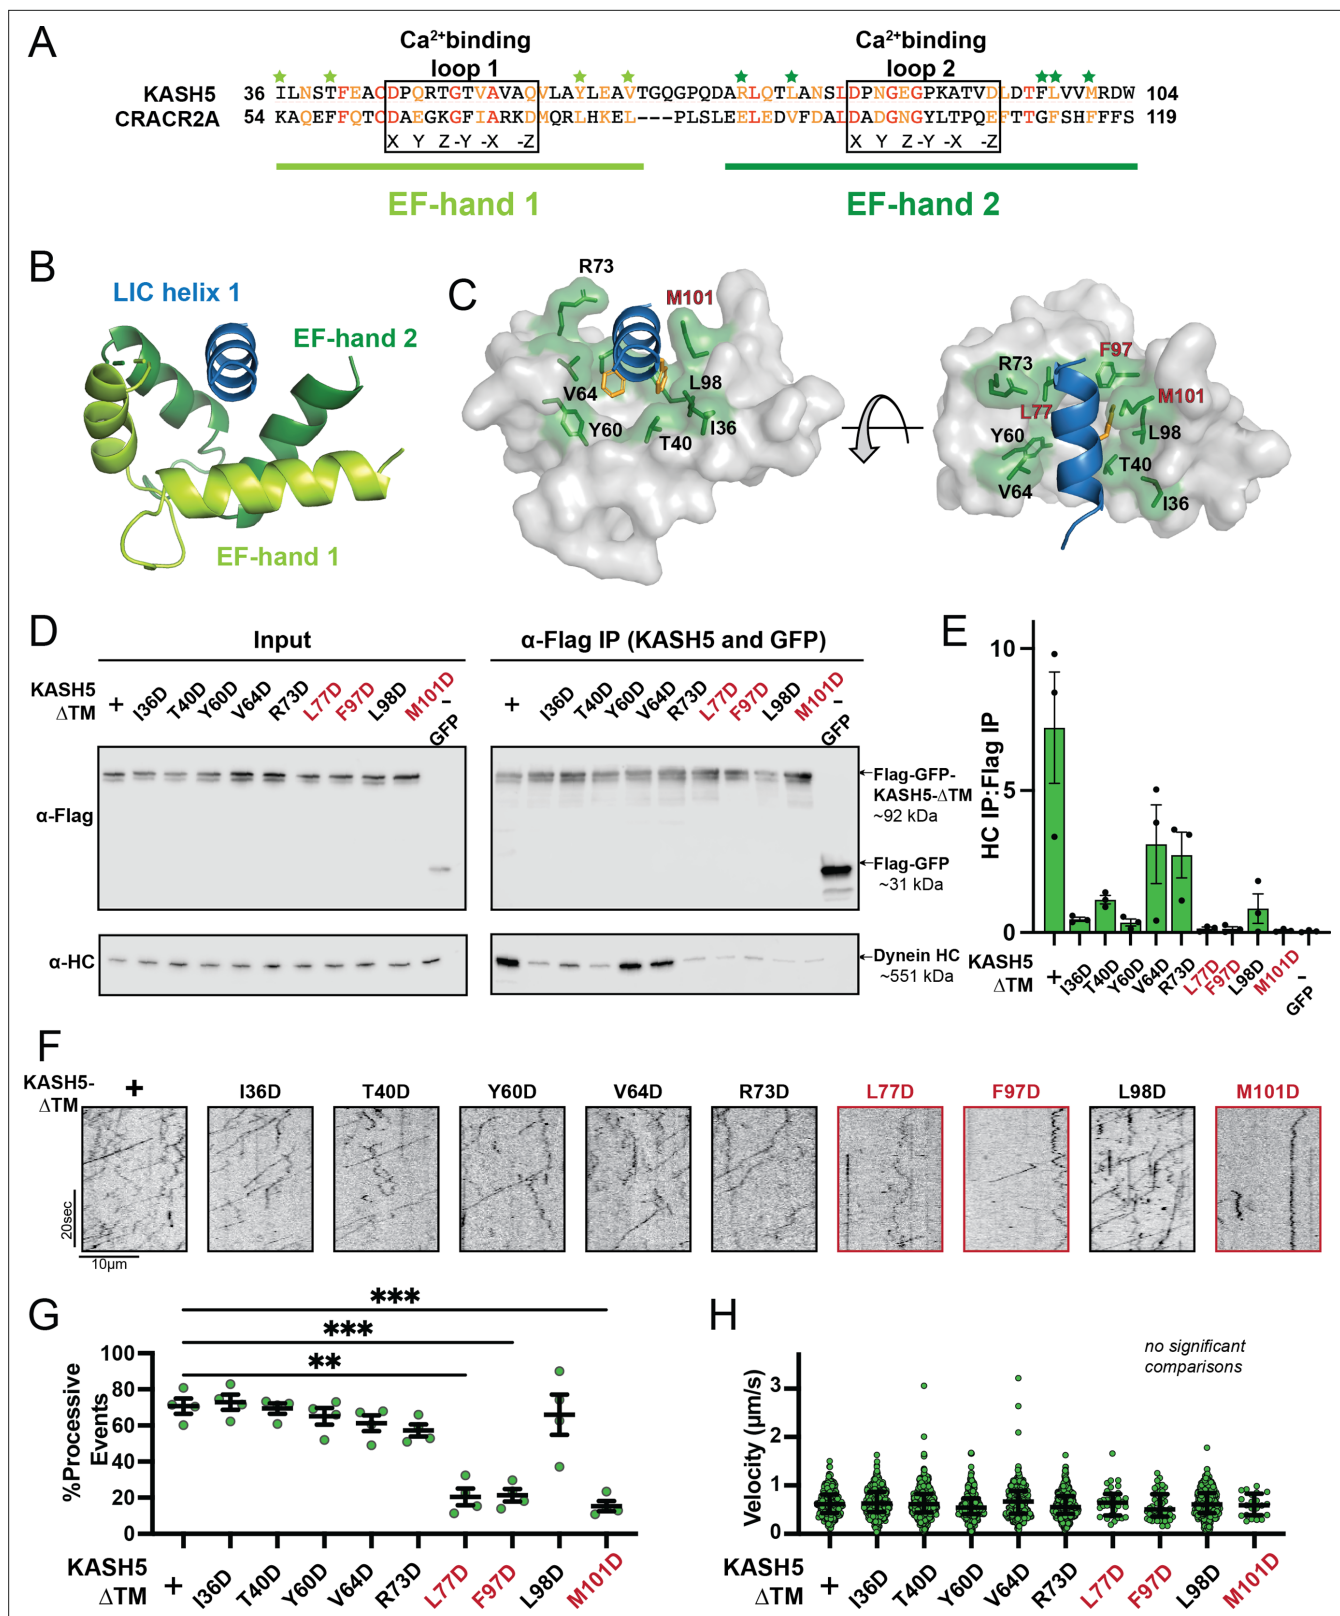 A
Ca2+binding
loop 1
Ca2+binding
loop 2
KASH5 36 ILNSTFEACDPQRTGTVAVAQVLAYLEAVTGQGPQDARLQTLANSLDPNGEGPKATVDLDTFLVVMRDW 104
CRACR2A 54 KAQEFFQTCDAEGKGFIARKDMQRLHKEL---PLSLEELEDVFDALDADGNGYLTPQEFTTGFSHFFFS 119
X Y Z -Y -X -Z
X Y Z -Y -X -Z
EF-hand 1
EF-hand 2
B
LIC helix 1
EF-hand 2
EF-hand 1
C
R73
M101
V64
L98
Y60
T40
I36
R73
F97
L77
M101
Y60
L98
T40
V64
I36
D
Input
α-Flag IP (KASH5 and GFP)
KASH5
ΔTM
+ I36D T40D Y60D V64D R73D L77D F97D L98D M101D – GFP
+ I36D T40D Y60D V64D R73D L77D F97D L98D M101D – GFP
α-Flag
←Flag-GFP-
KASH5-ΔTM
~92 kDa
←Flag-GFP
~31 kDa
α-HC
←Dynein HC
~551 kDa
E
HC IP:Flag IP
10
5
0
KASH5
ΔTM
+ I36D T40D Y60D V64D R73D L77D F97D L98D M101D – GFP
F
KASH5-
ΔTM
+ I36D T40D Y60D V64D R73D L77D F97D L98D M101D
20sec
10µm
G
***
***
**
%Processive
Events
100
80
60
40
20
0
KASH5
ΔTM
+ I36D T40D Y60D V64D R73D L77D F97D L98D M101D
H
no significant
comparisons
Velocity (µm/s)
3
2
1
0
KASH5
ΔTM
+ I36D T40D Y60D V64D R73D L77D F97D L98D M101D